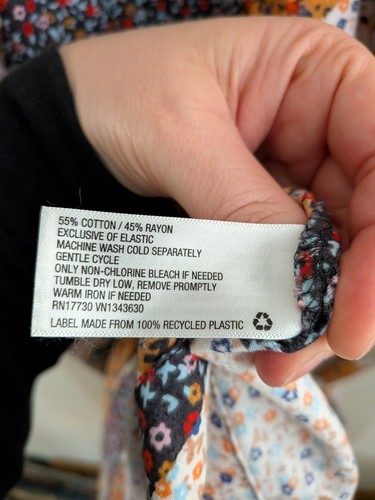 55% COTTON / 45% RAYON
EXCLUSIVE OF ELASTIC
MACHINE WASH COLD SEPARATELY
GENTLE CYCLE
ONLY NON-CHLORINE BLEACH IF NEEDED
TUMBLE DRY LOW, REMOVE PROMPTLY
WARM IRON IF NEEDED
RN17730 VN1343630
LABEL MADE FROM 100% RECYCLED PLASTIC